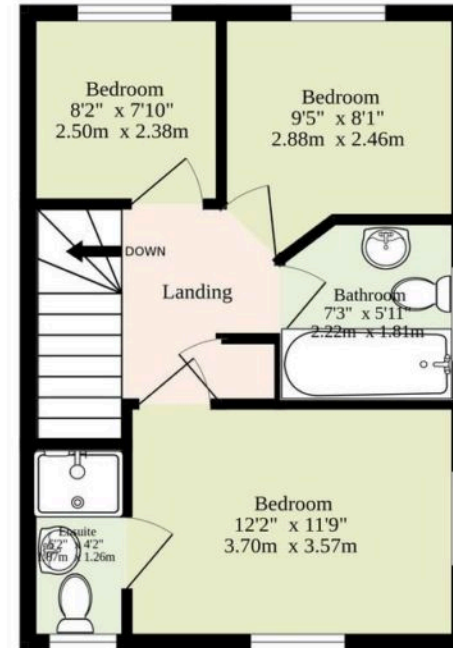 Bedroom
8'2" x 7'10"
2.50m x 2.38m
Bedroom
9'5" x 8'1"
2.88m x 2.46m
DOWN
Landing
Bathroom
7'3" x 5'11"
2.22m x 1.81m
Bedroom
12'2" x 11'9"
3.70m x 3.57m
Ensuite
x 4'2"
x 1.26m